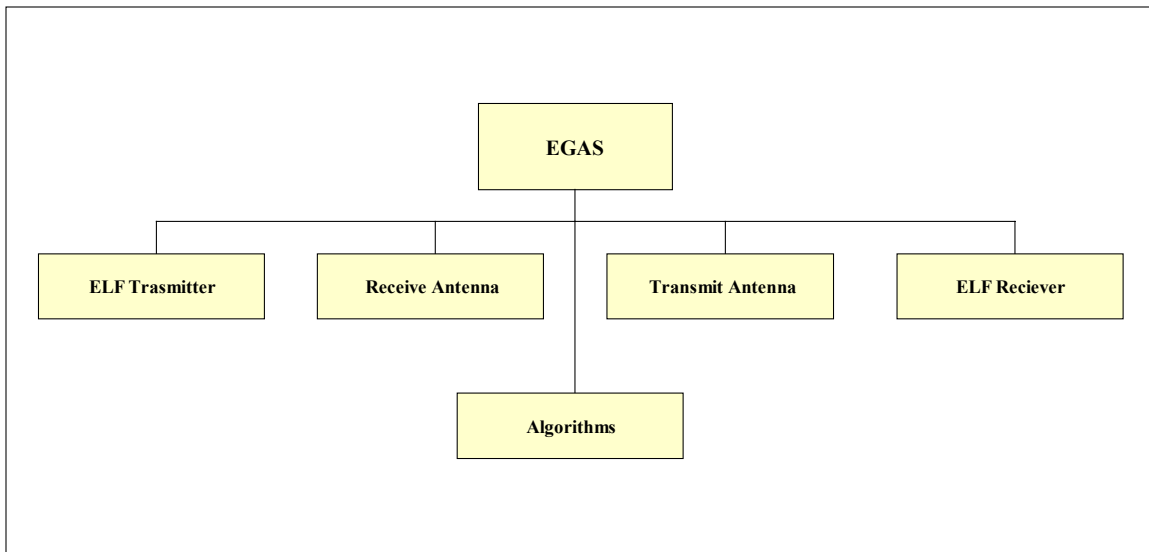 EGAS
ELF Trasmitter
Receive Antenna
Transmit Antenna
ELF Reciever
Algorithms